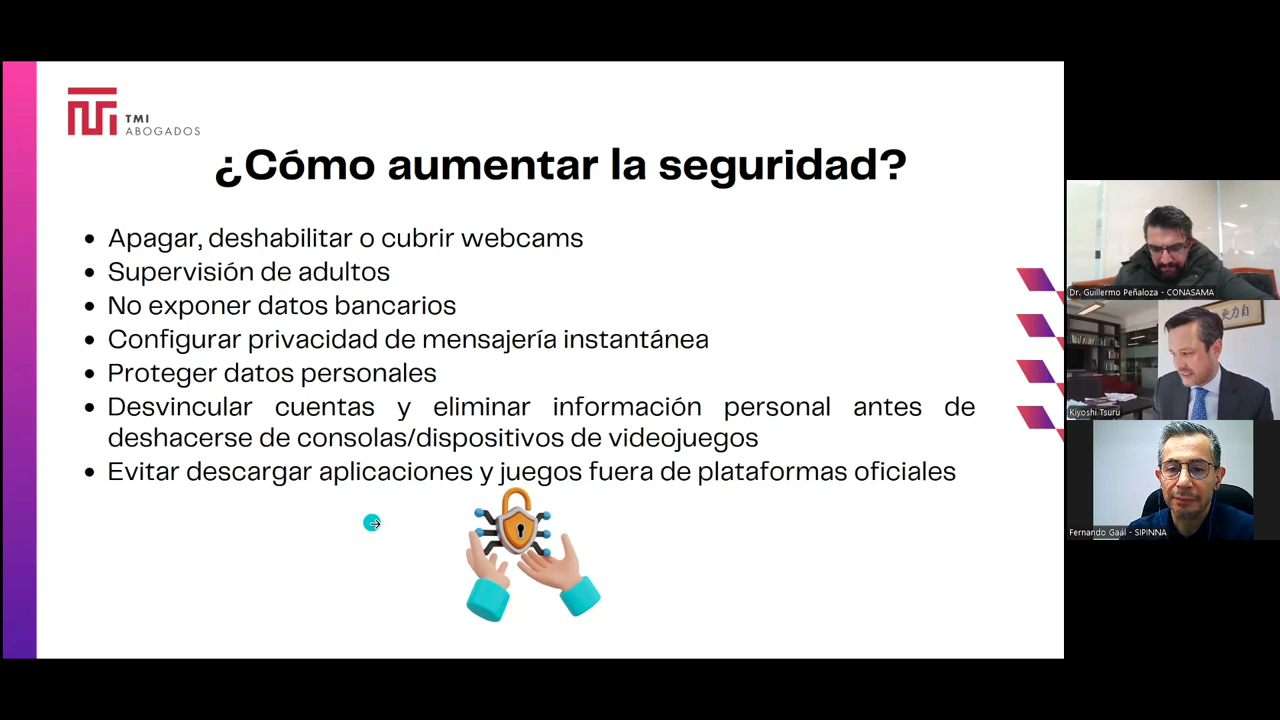 TMI
ABOGADOS
¿Cómo aumentar la seguridad?
• Apagar, deshabilitar o cubrir webcams
• Supervisión de adultos
• No exponer datos bancarios
• Configurar privacidad de mensajería instantánea
• Proteger datos personales
• Desvincular cuentas y eliminar información personal antes de
deshacerse de consolas/dispositivos de videojuegos
• Evitar descargar aplicaciones y juegos fuera de plataformas oficiales
Dr. Guillermo Peñaloza - CONASAMA
Kiyoshi Tsuru
Fernando Gaál - SIPINNA